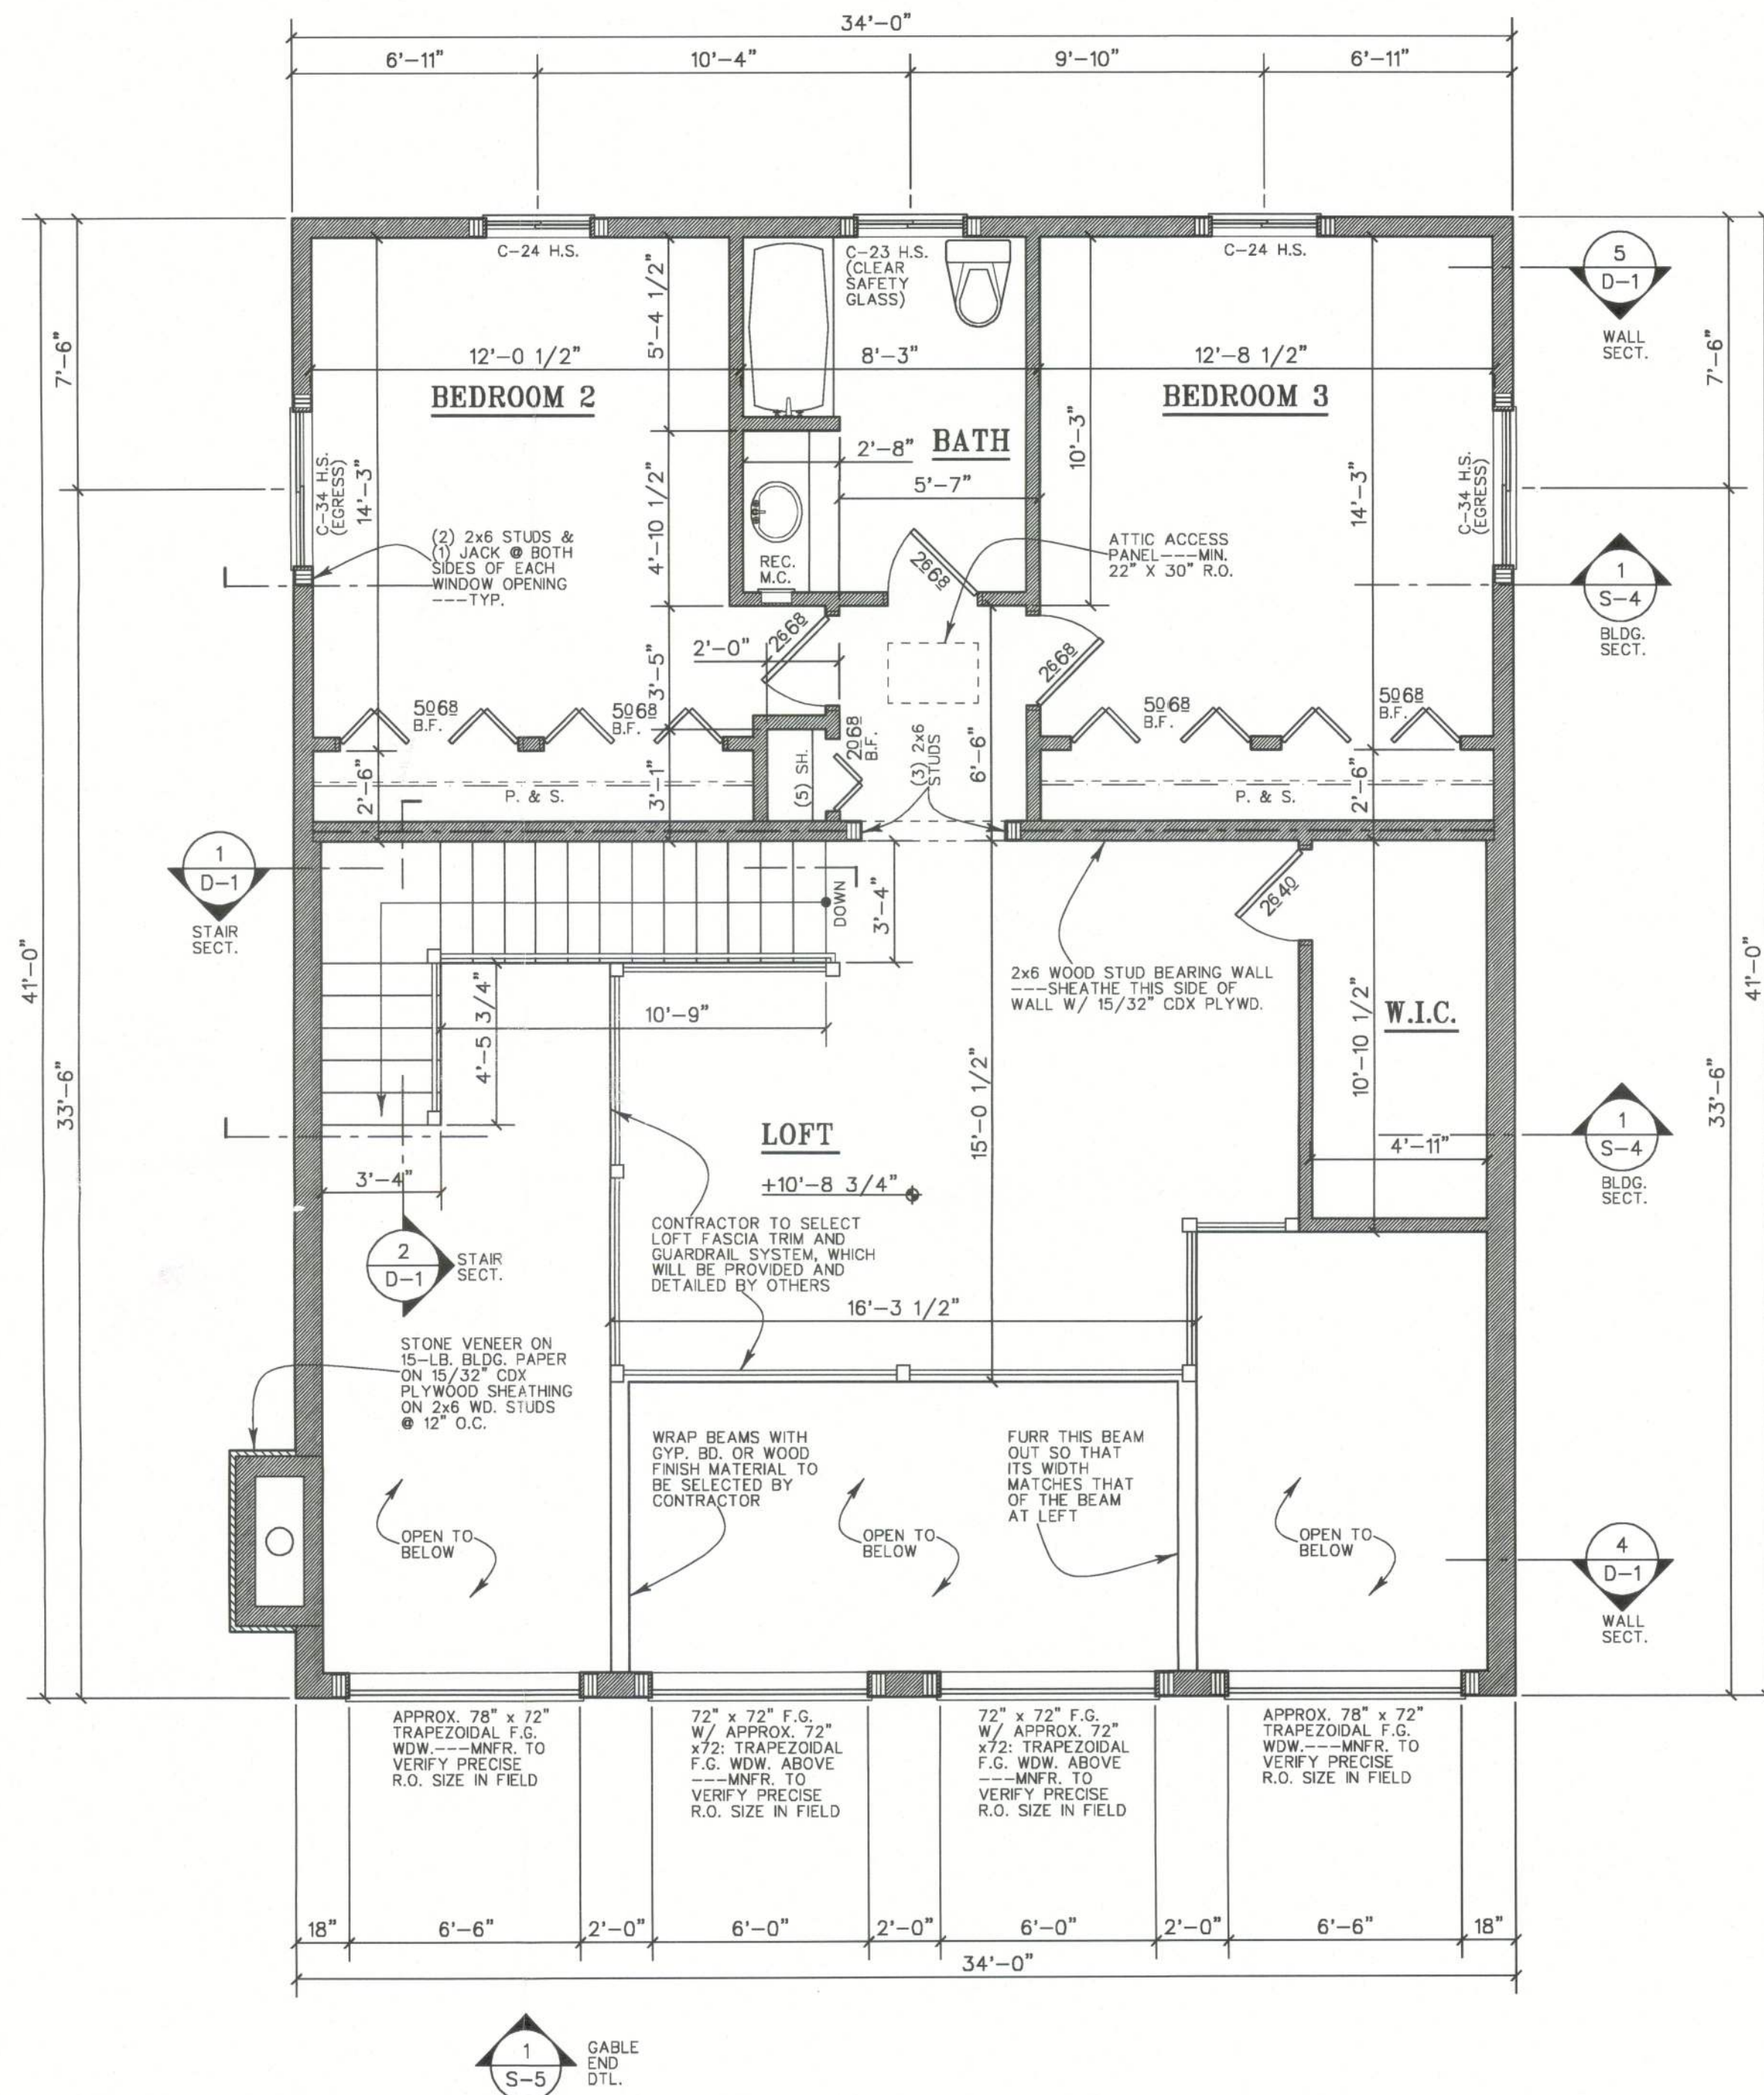 34'-0"
6'-11"
10'-4"
9'-10"
6'-11"
C-24 H.S.
C-23 H.S.
(CLEAR
SAFETY
GLASS)
C-24 H.S.
5
D-1
WALL
SECT.
7'-6"
7'-6"
5'-4 1/2"
12'-0 1/2"
8'-3"
12'-8 1/2"
BEDROOM 2
BEDROOM 3
BATH
10'-3"
2'-8"
5'-7"
C-34 H.S.
(EGRESS)
14'-3"
4'-10 1/2"
14'-3"
C-34 H.S.
(EGRESS)
(2) 2x6 STUDS &
(1) JACK @ BOTH
SIDES OF EACH
WINDOW OPENING
---TYP.
REC.
M.C.
2668
ATTIC ACCESS
PANEL---MIN.
22" X 30" R.O.
1
S-4
BLDG.
SECT.
2668
2'-0"
3'-5"
2668
5068
B.F.
5068
B.F.
2068
B.F.
5068
B.F.
5068
B.F.
2'-6"
P. & S.
3'-1"
(5) SH.
(3) 2x6
STUDS
6'-6"
P. & S.
2'-6"
1
D-1
STAIR
SECT.
DOWN
3'-4"
2640
41'-0"
33'-6"
4'-5 3/4"
10'-9"
2x6 WOOD STUD BEARING WALL
---SHEATHE THIS SIDE OF
WALL W/ 15/32" CDX PLYWD.
W.I.C.
10'-10 1/2"
41'-0"
33'-6"
15'-0 1/2"
LOFT
+10'-8 3/4"
4'-11"
1
S-4
BLDG.
SECT.
3'-4"
2
D-1
STAIR
SECT.
CONTRACTOR TO SELECT
LOFT FASCIA TRIM AND
GUARDRAIL SYSTEM, WHICH
WILL BE PROVIDED AND
DETAILED BY OTHERS
16'-3 1/2"
STONE VENEER ON
15-LB. BLDG. PAPER
ON 15/32" CDX
PLYWOOD SHEATHING
ON 2x6 WD. STUDS
@ 12" O.C.
WRAP BEAMS WITH
GYP. BD. OR WOOD
FINISH MATERIAL TO
BE SELECTED BY
CONTRACTOR
FURR THIS BEAM
OUT SO THAT
ITS WIDTH
MATCHES THAT
OF THE BEAM
AT LEFT
OPEN TO
BELOW
OPEN TO
BELOW
OPEN TO
BELOW
4
D-1
WALL
SECT.
APPROX. 78" x 72"
TRAPEZOIDAL F.G.
WDW.---MNFR. TO
VERIFY PRECISE
R.O. SIZE IN FIELD
72" x 72" F.G.
W/ APPROX. 72"
x72: TRAPEZOIDAL
F.G. WDW. ABOVE
---MNFR. TO
VERIFY PRECISE
R.O. SIZE IN FIELD
72" x 72" F.G.
W/ APPROX. 72"
x72: TRAPEZOIDAL
F.G. WDW. ABOVE
---MNFR. TO
VERIFY PRECISE
R.O. SIZE IN FIELD
APPROX. 78" x 72"
TRAPEZOIDAL F.G.
WDW.---MNFR. TO
VERIFY PRECISE
R.O. SIZE IN FIELD
18"
6'-6"
2'-0"
6'-0"
2'-0"
6'-0"
2'-0"
6'-6"
18"
34'-0"
1
S-5
GABLE
END
DTL.